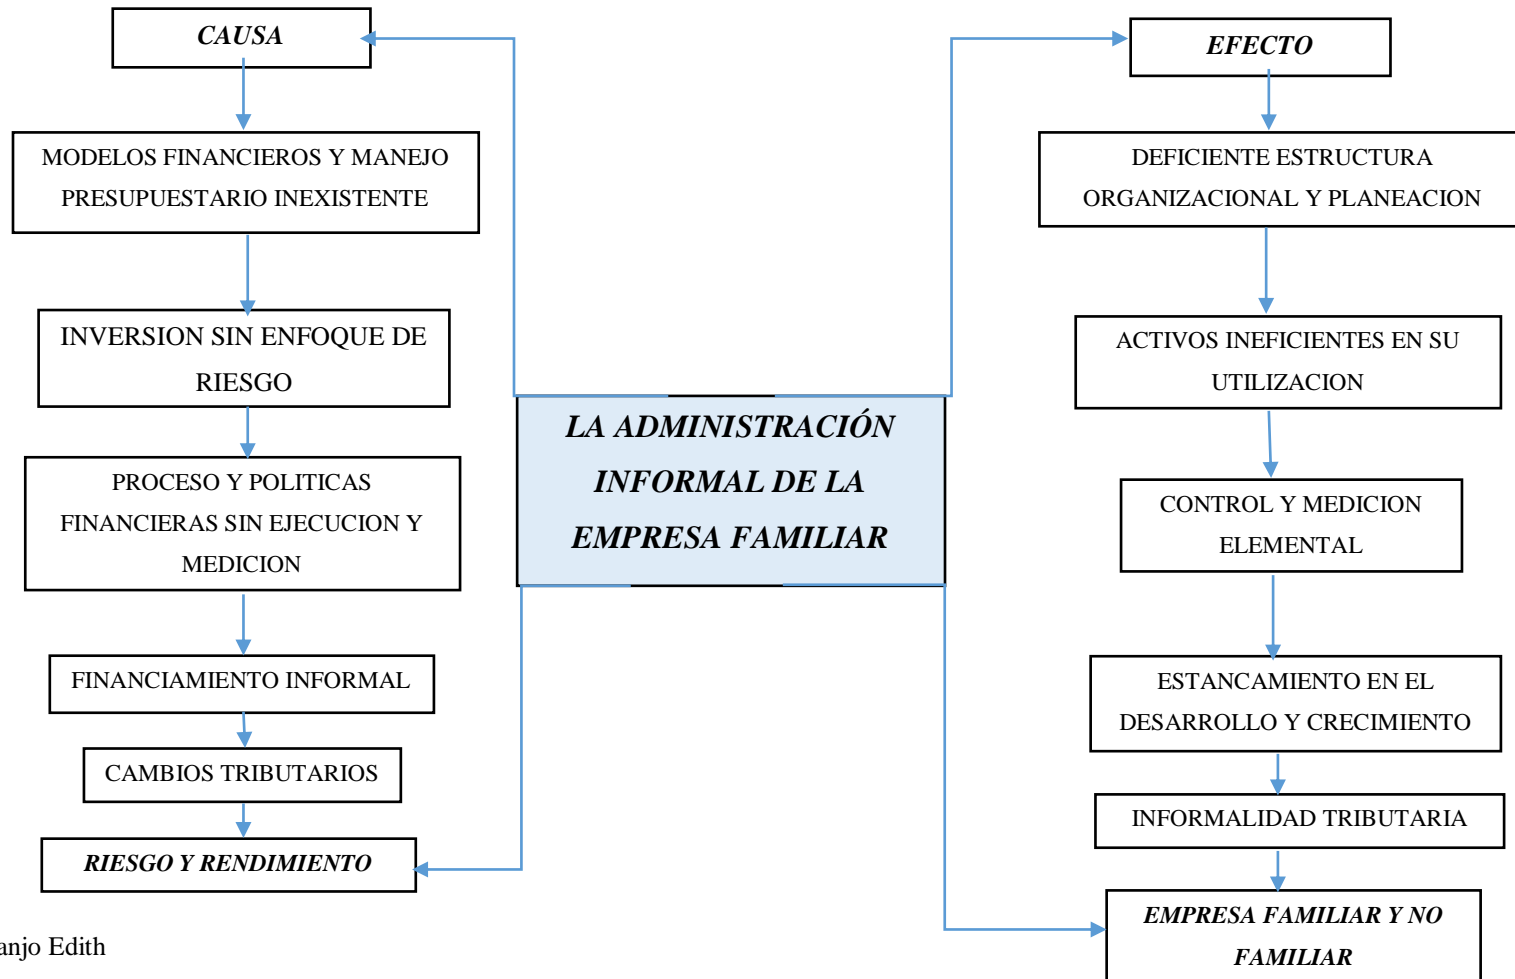 CAUSA
MODELOS FINANCIEROS Y MANEJO
PRESUPUESTARIO INEXISTENTE
INVERSION SIN ENFOQUE DE
RIESGO
PROCESO Y POLITICAS
FINANCIERAS SIN EJECUCION Y
MEDICION
FINANCIAMIENTO INFORMAL
CAMBIOS TRIBUTARIOS
RIESGO Y RENDIMIENTO
LA ADMINISTRACIÓN
INFORMAL DE LA
EMPRESA FAMILIAR
EFECTO
DEFICIENTE ESTRUCTURA
ORGANIZACIONAL Y PLANEACION
ACTIVOS INEFICIENTES EN SU
UTILIZACION
CONTROL Y MEDICION
ELEMENTAL
ESTANCAMIENTO EN EL
DESARROLLO Y CRECIMIENTO
INFORMALIDAD TRIBUTARIA
EMPRESA FAMILIAR Y NO
FAMILIAR
anjo Edith